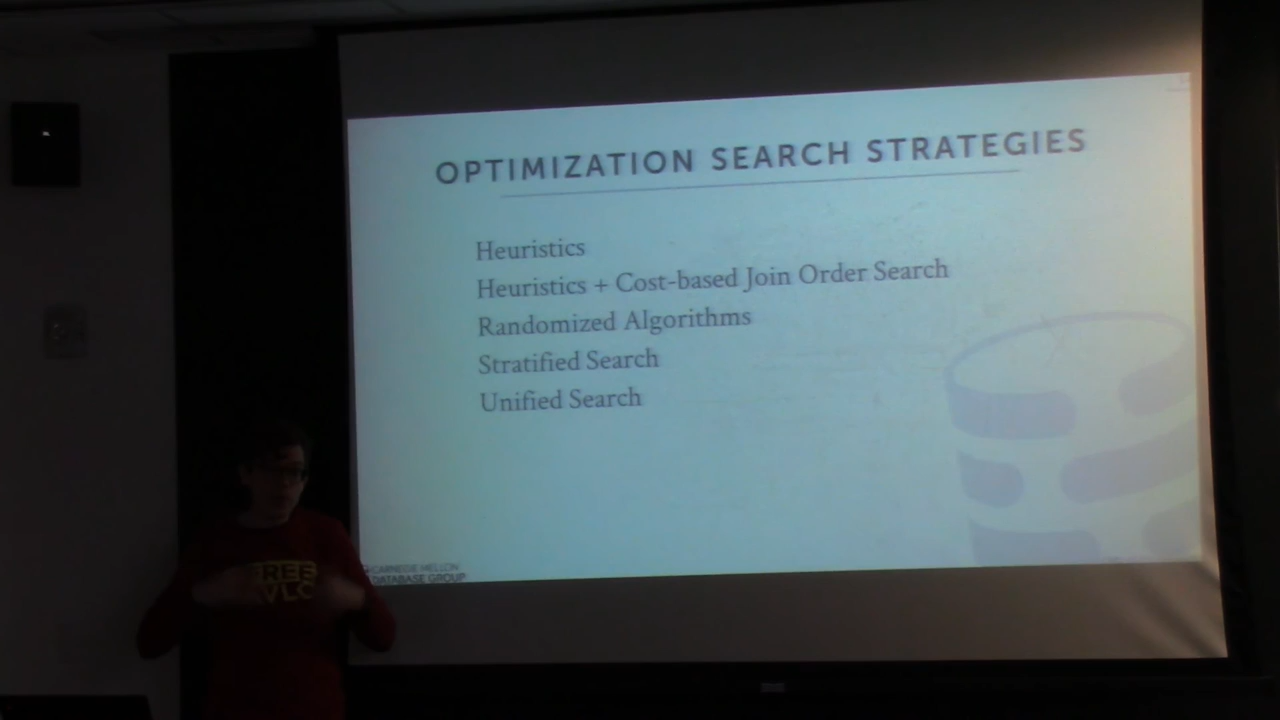 OPTIMIZATION SEARCH STRATEGIES
Heuristics
Heuristics + Cost-based Join Order Search
Randomized Algorithms
Stratified Search
Unified Search
CARNEGIE MELLON
DATABASE GROUP